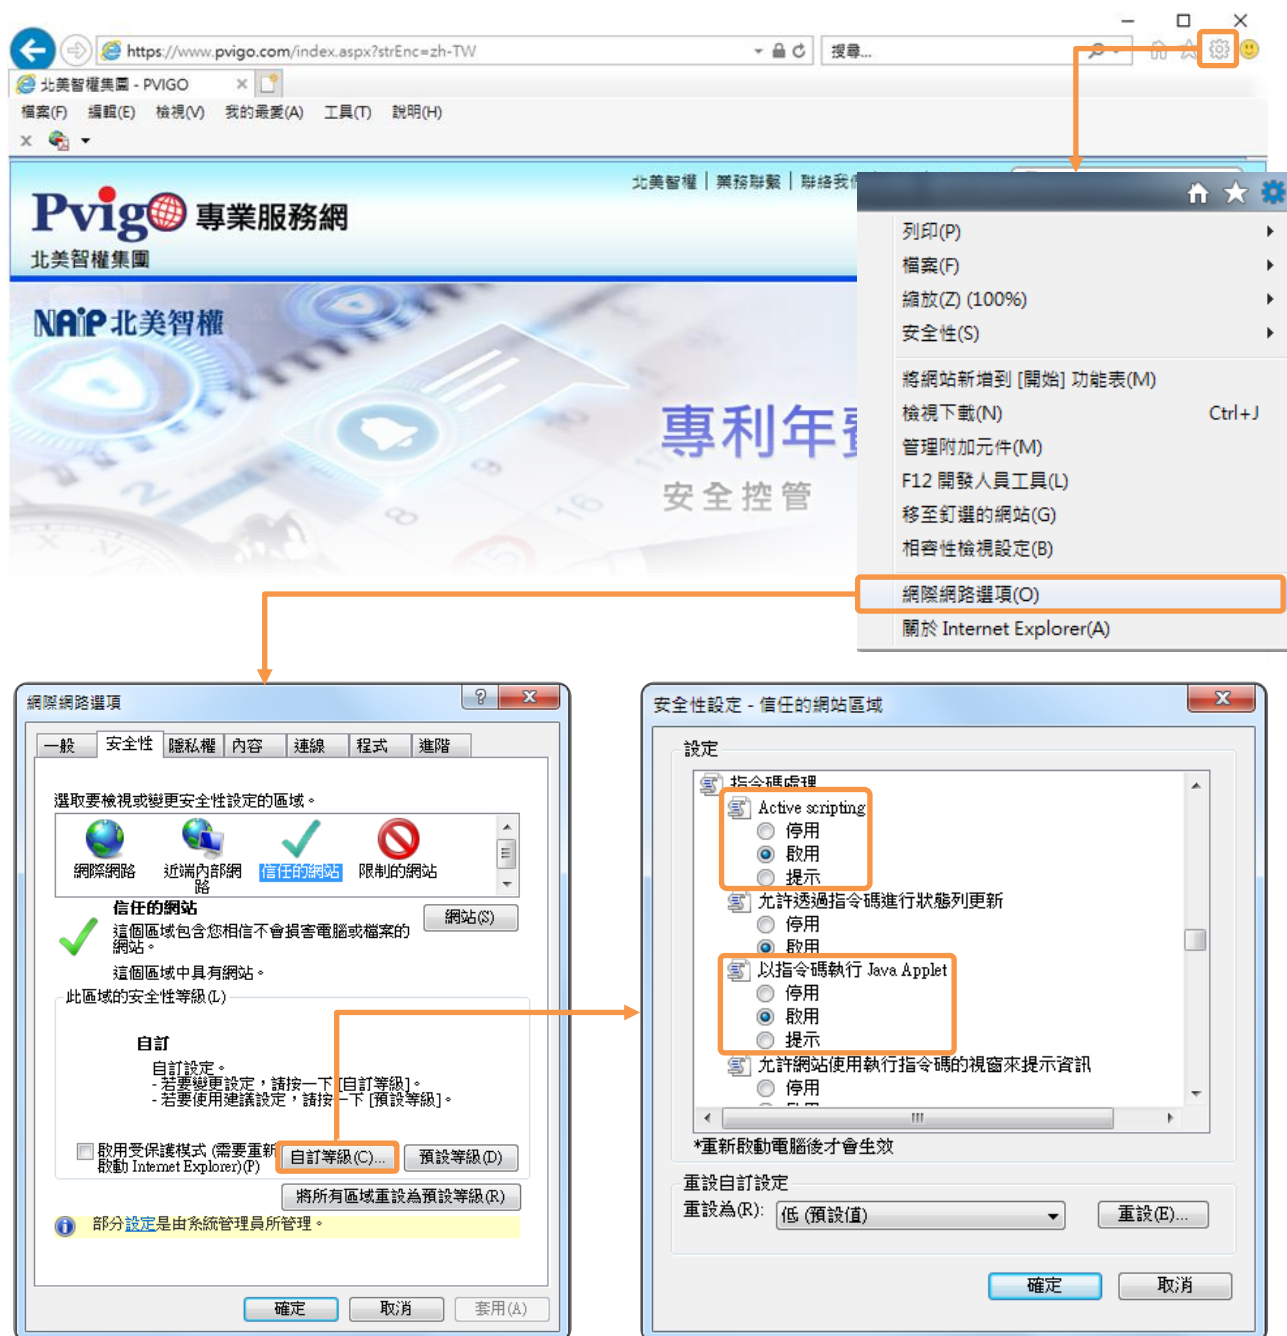 https://www.pvigo.com/index.aspx?strEnc=zh-TW
搜尋...
北美智權集團 - PVIGO
檔案(F) 編輯(E) 檢視(V) 我的最愛(A) 工具(T) 說明(H)
北美智權 | 業務聯繫 | 聯絡我
Pvigo 專業服務網
北美智權集團
NAiP 北美智權
專利年
安全控管
列印(P)
檔案(F)
縮放(Z) (100%)
安全性(S)
將網站新增到 [開始] 功能表(M)
檢視下載(N) Ctrl+J
管理附加元件(M)
F12 開發人員工具(L)
移至釘選的網站(G)
相容性檢視設定(B)
網際網路選項(O)
關於 Internet Explorer(A)
網際網路選項
一般 安全性 隱私權 內容 連線 程式 進階
選取要檢視或變更安全性設定的區域。
網際網路 近端內部網路 信任的網站 限制的網站
信任的網站
這個區域包含您相信不會損害電腦或檔案的
網站。
網站(S)
這個區域中具有網站。
此區域的安全性等級(L)
自訂
自訂設定。
- 若要變更設定，請按一下 [自訂等級]。
- 若要使用建議設定，請按一下 [預設等級]。
啟用受保護模式 (需要重新
啟動 Internet Explorer)(P)
自訂等級(C)... 預設等級(D)
將所有區域重設為預設等級(R)
部分設定是由系統管理員所管理。
確定 取消 套用(A)
安全性設定 - 信任的網站區域
設定
指令碼處理
Active scripting
停用
啟用
提示
允許透過指令碼進行狀態列更新
停用
啟用
以指令碼執行 Java Applet
停用
啟用
提示
允許網站使用執行指令碼的視窗來提示資訊
停用
*重新啟動電腦後才會生效
重設自訂設定
重設為(R): 低 (預設值) 重設(E)...
確定 取消